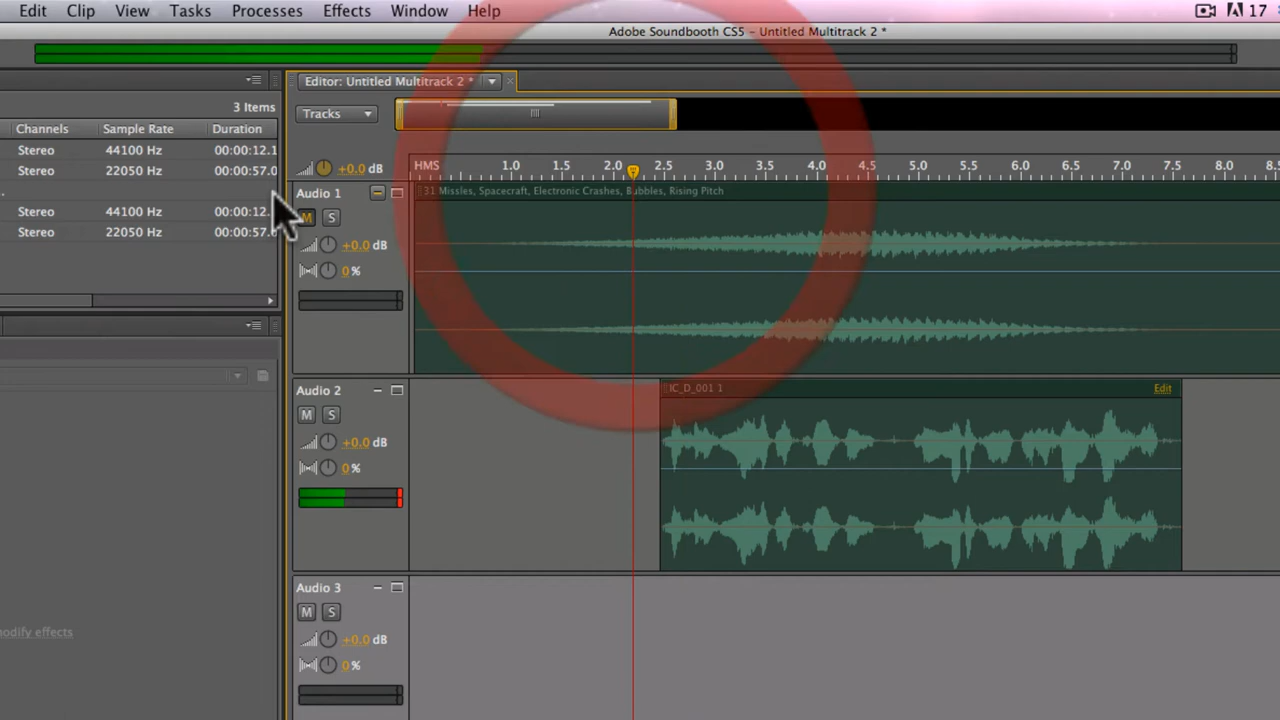 Edit Clip View Tasks Processes Effects Window Help 17
Adobe Soundbooth CS5 - Untitled Multitrack 2 *
Editor: Untitled Multitrack 2 *
3 Items
Tracks
Channels Sample Rate Duration
Stereo 44100 Hz 00:00:12.1
Stereo 22050 Hz 00:00:57.0
Stereo 44100 Hz 00:00:12.
Stereo 22050 Hz 00:00:57.
+0.0 dB
HMS 1.0 1.5 2.0 2.5 3.0 3.5 4.0 4.5 5.0 5.5 6.0 6.5 7.0 7.5 8.0 8.5
Audio 1
31 Missles, Spacecraft, Electronic Crashes, Bubbles, Rising Pitch
M S
+0.0 dB
0 %
Audio 2
IC_D_001 1 Edit
M S
+0.0 dB
0 %
Audio 3
M S
+0.0 dB
0 %
modify effects